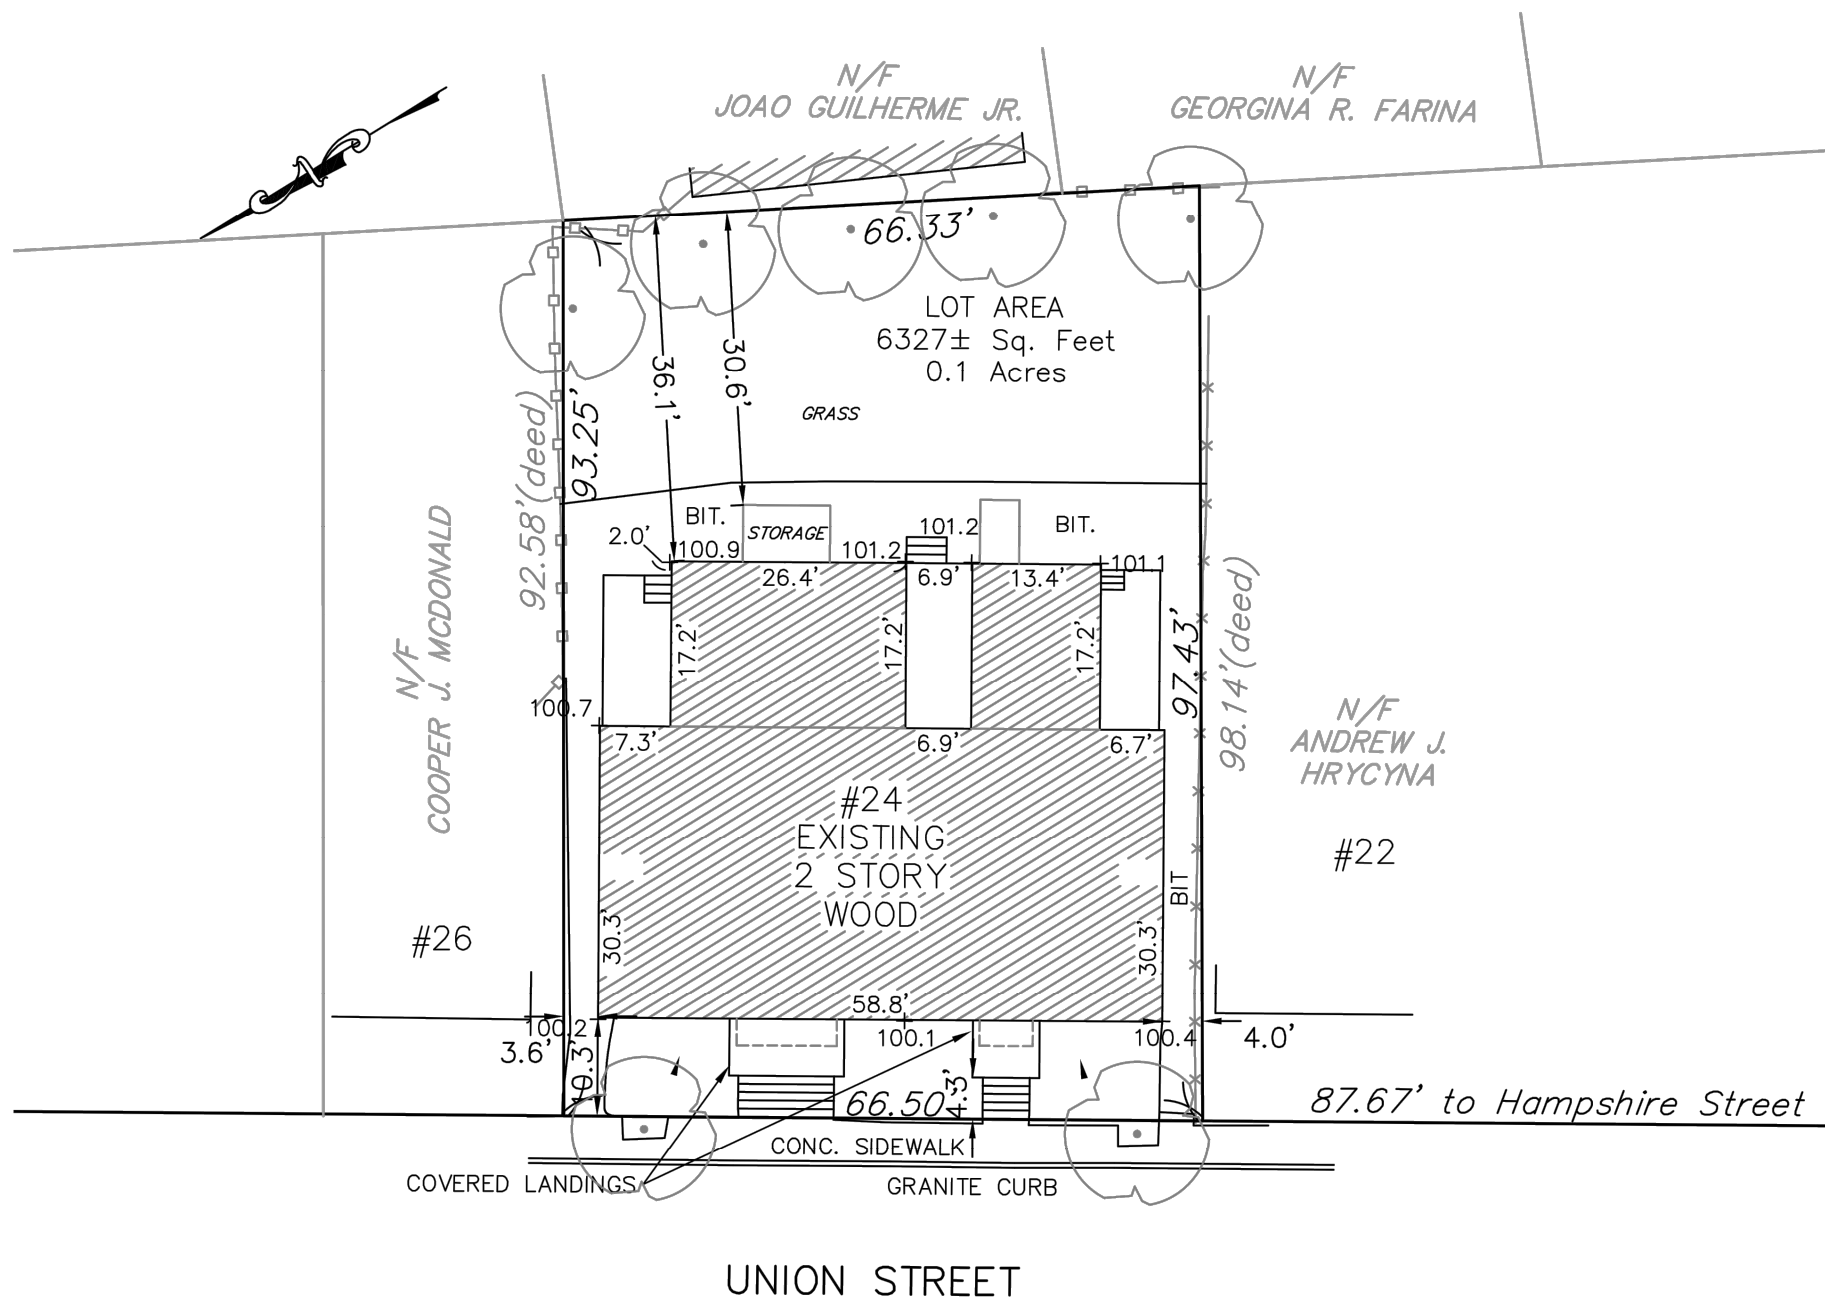 N/F
JOAO GUILHERME JR.
N/F
GEORGINA R. FARINA
N
66.33'
LOT AREA
6327± Sq. Feet
0.1 Acres
36.1'
30.6'
GRASS
92.58'(deed)
93.25'
BIT.
STORAGE
101.2
BIT.
2.0'
100.9
101.2
101.1
26.4'
6.9'
13.4'
17.2'
17.2'
17.2'
97.43'
98.14'(deed)
N/F
COOPER J. MCDONALD
100.7
7.3'
6.9'
6.7'
N/F
ANDREW J.
HRYCYNA
#24
EXISTING
2 STORY
WOOD
#22
BIT
#26
30.3'
30.3'
58.8'
100.2
100.1
100.4
3.6'
4.0'
10.3'
4.3'
66.50'
87.67' to Hampshire Street
CONC. SIDEWALK
COVERED LANDINGS
GRANITE CURB
UNION STREET